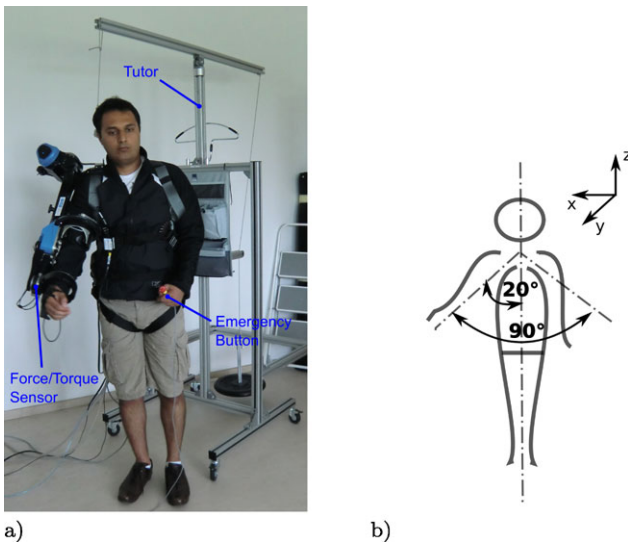 Tutor
Emergency
Button
Force/Torque
Sensor
a)
z
x
y
20°
90°
b)